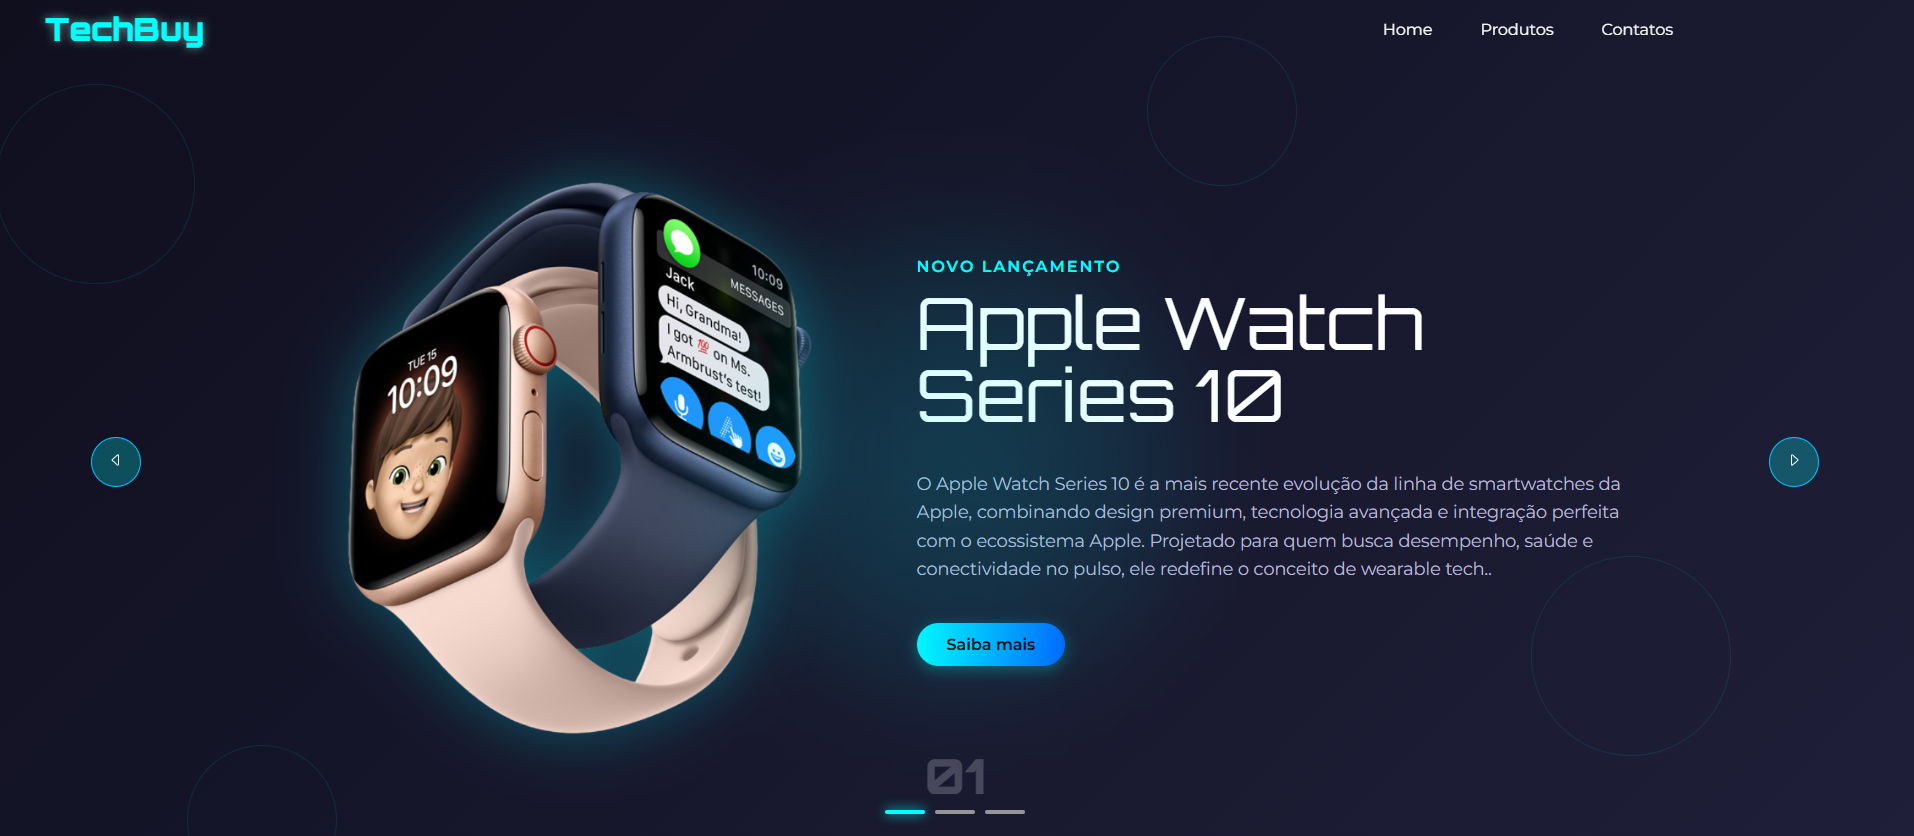 TechBuy
Home
Produtos
Contatos
TUE 15
10:09
10:09
MESSAGES
Jack
Hi, Grandma!
I got 💯 on Ms.
Armbrust's test!
NOVO LANÇAMENTO
Apple Watch
Series 10
O Apple Watch Series 10 é a mais recente evolução da linha de smartwatches da
Apple, combinando design premium, tecnologia avançada e integração perfeita
com o ecossistema Apple. Projetado para quem busca desempenho, saúde e
conectividade no pulso, ele redefine o conceito de wearable tech..
Saiba mais
01